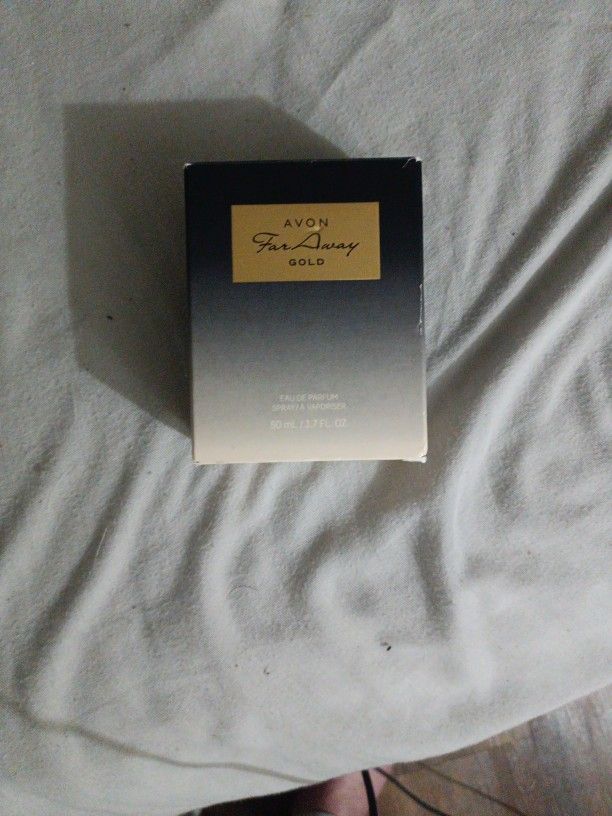 AVON
Far Away
GOLD
EAU DE PARFUM
SPRAY / À VAPORISER
50 mL / 1.7 FL. OZ.